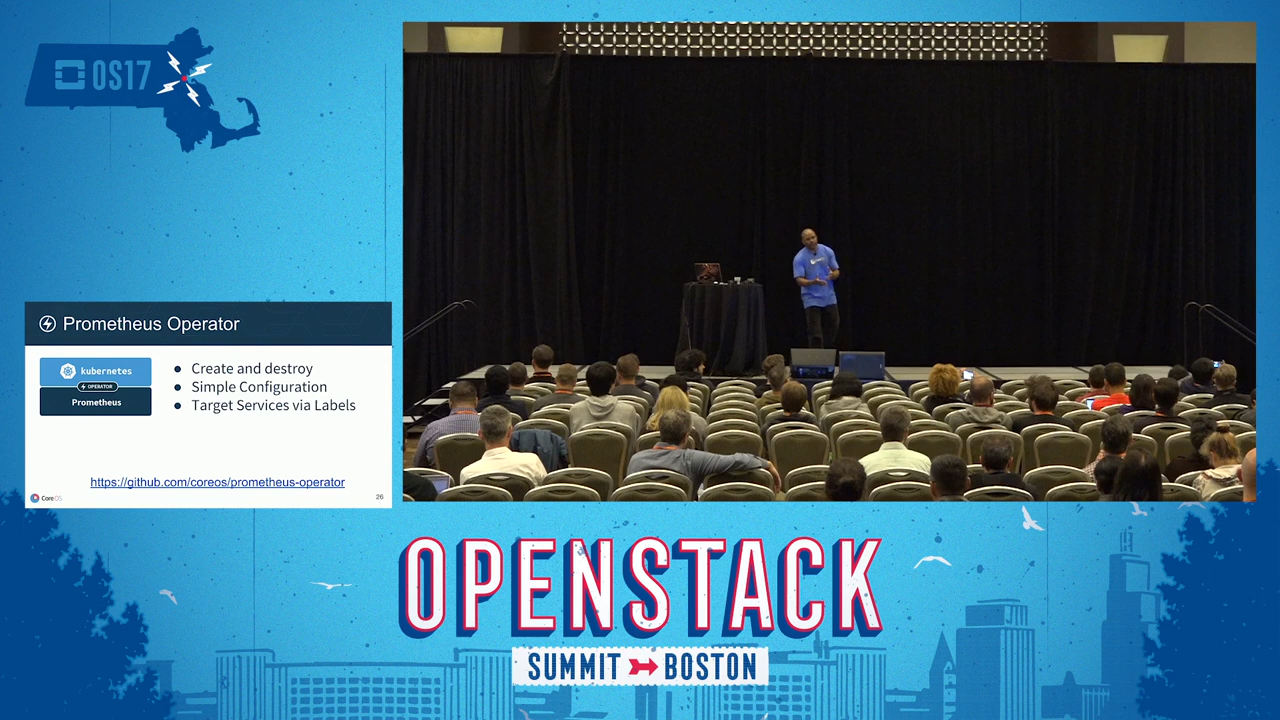 OS17
Prometheus Operator
kubernetes
OPERATOR
Prometheus
● Create and destroy
● Simple Configuration
● Target Services via Labels
https://github.com/coreos/prometheus-operator
CoreOS
26
OPENSTACK
SUMMIT BOSTON